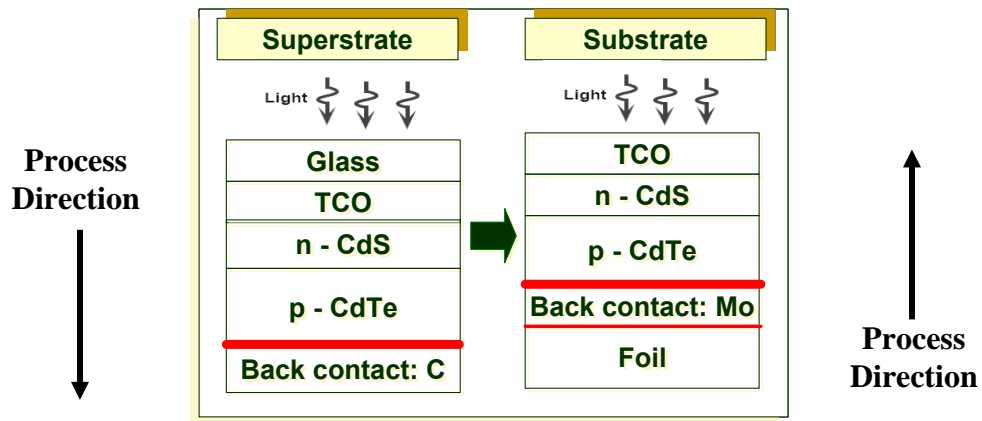 Superstrate
Substrate
Light
Light
Process
Direction
Glass
TCO
n - CdS
p - CdTe
Back contact: C
TCO
n - CdS
p - CdTe
Back contact: Mo
Foil
Process
Direction